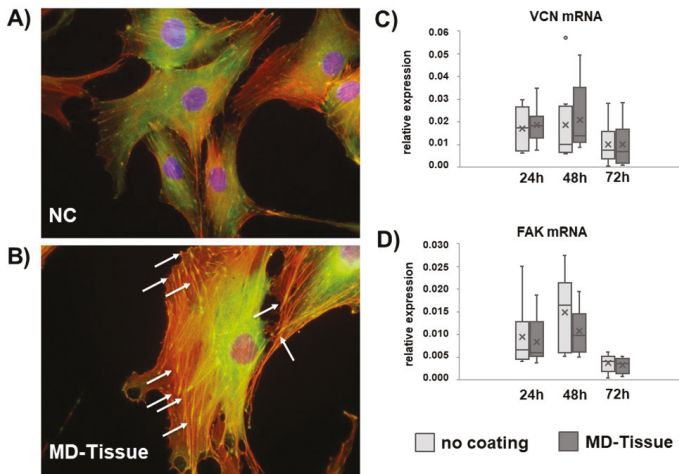 A)
NC
B)
MD-Tissue
C)
VCN mRNA
relative expression
0.06
0.05
0.04
0.03
0.02
0.01
0.00
24h
48h
72h
D)
FAK mRNA
relative expression
0.030
0.025
0.020
0.015
0.010
0.005
0.000
24h
48h
72h
no coating
MD-Tissue